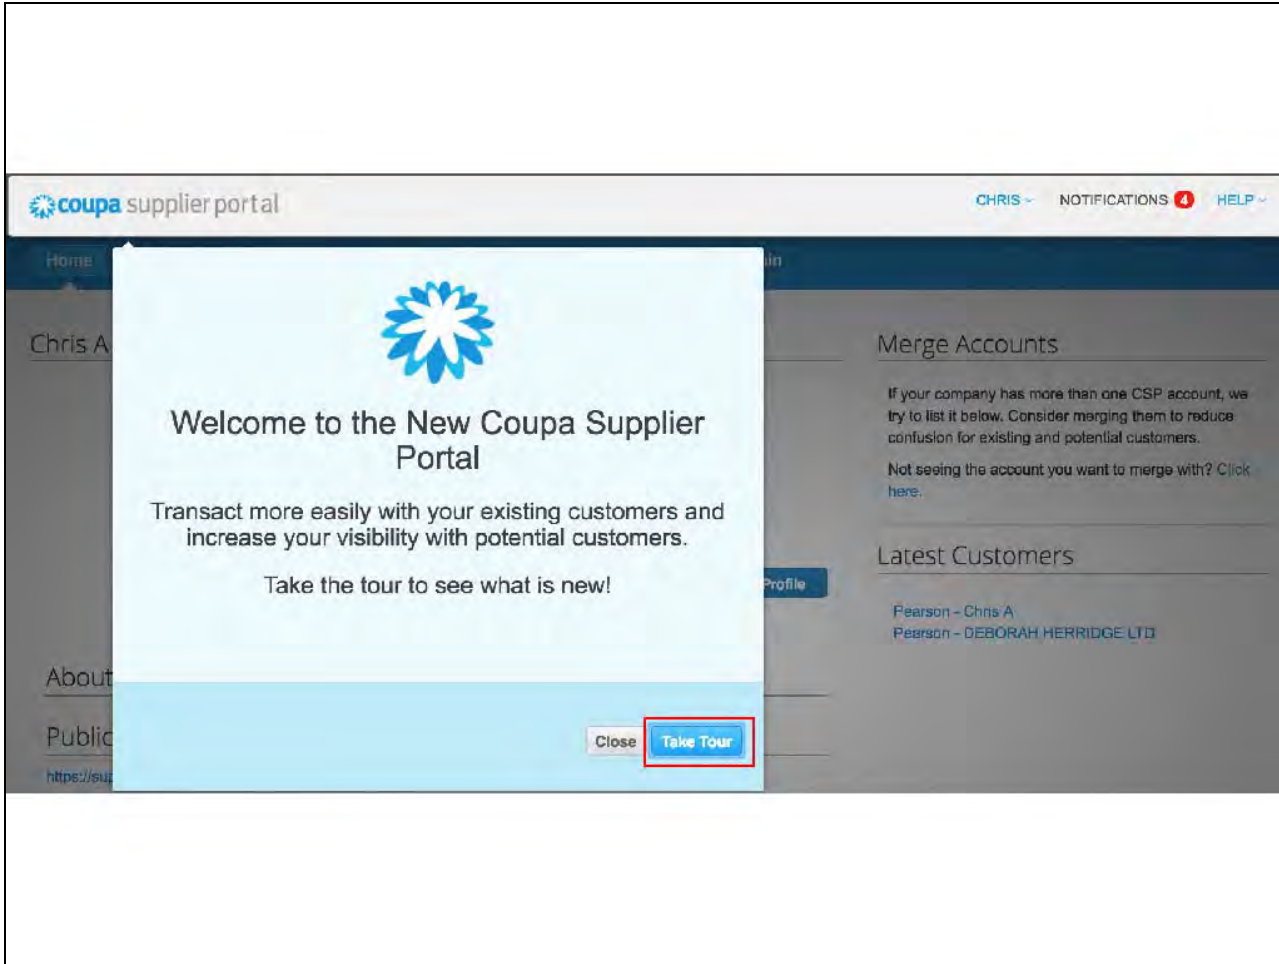 coupa supplier portal
CHRIS
NOTIFICATIONS 4
HELP
Home
Chris A
Welcome to the New Coupa Supplier
Portal
Transact more easily with your existing customers and
increase your visibility with potential customers.
Take the tour to see what is new!
Profile
About
Public
Close
Take Tour
Merge Accounts
If your company has more than one CSP account, we
try to list it below. Consider merging them to reduce
confusion for existing and potential customers.
Not seeing the account you want to merge with? Click
here.
Latest Customers
Pearson - Chris A
Pearson - DEBORAH HERRIDGE LTD